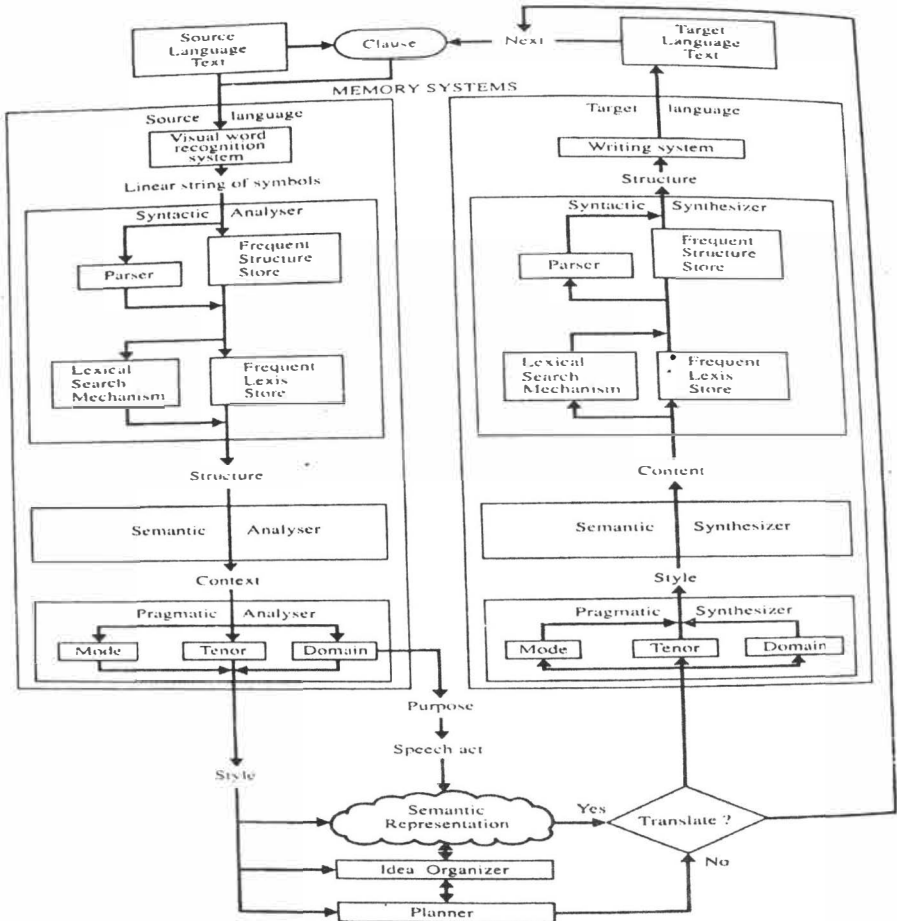 Source
Language
Text
Clause
Next
Target
Language
Text
MEMORY SYSTEMS
Source language
Visual word
recognition
system
Linear string of symbols
Syntactic Analyser
Frequent
Structure
Store
Parser
Lexical
Search
Mechanism
Frequent
Lexis
Store
Structure
Semantic Analyser
Context
Pragmatic Analyser
Mode
Tenor
Domain
Purpose
Speech act
Style
Target language
Writing system
Structure
Syntactic Synthesizer
Frequent
Structure
Store
Parser
Lexical
Search
Mechanism
Frequent
Lexis
Store
Content
Semantic Synthesizer
Style
Pragmatic Synthesizer
Mode
Tenor
Domain
Semantic
Representation
Yes
Translate ?
No
Idea Organizer
Planner